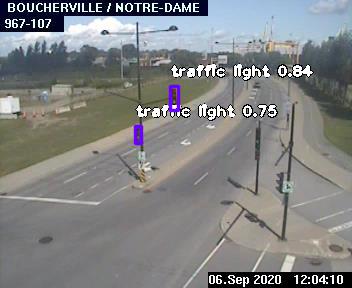 BOUCHERVILLE / NOTRE-DAME
967-107
traffic light 0.84
traffic light 0.75
06.Sep 2020 12:04:10